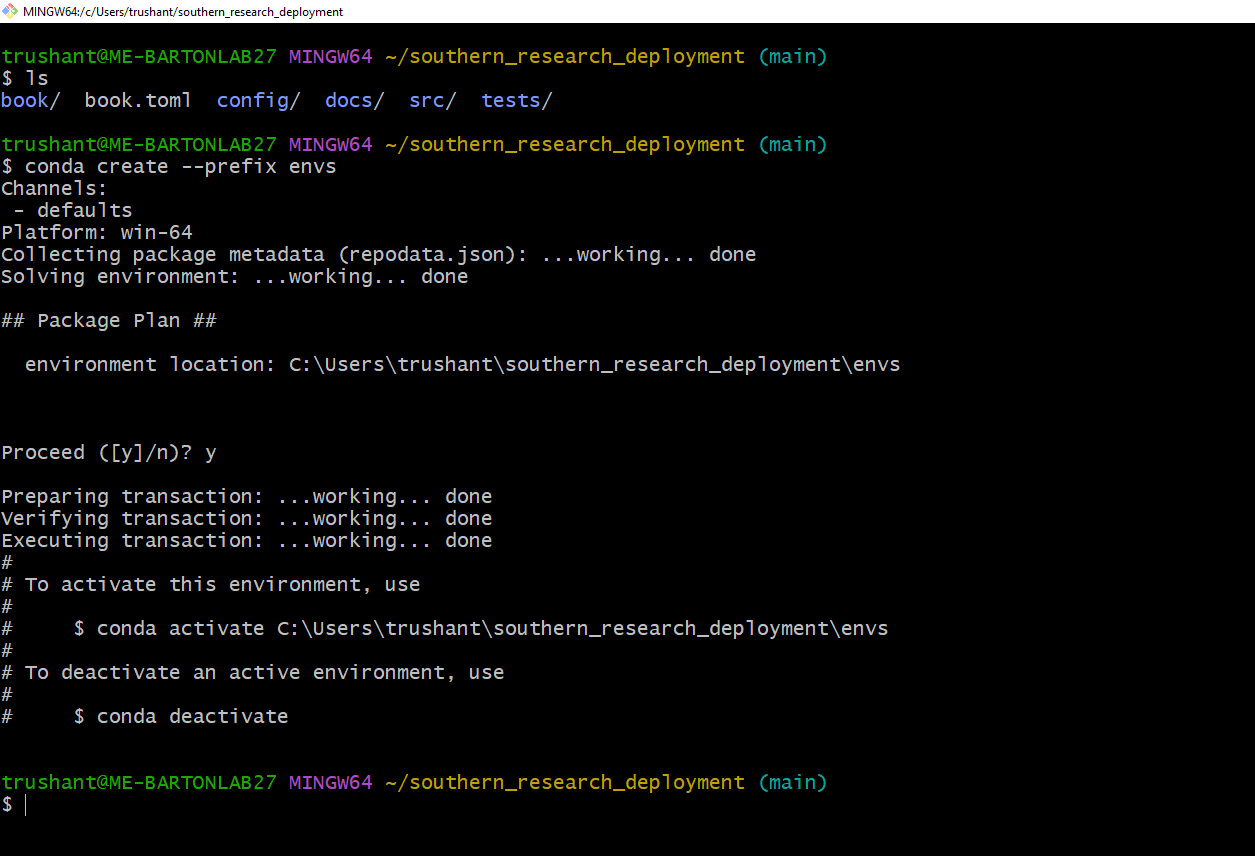 MINGW64:/c/Users/trushant/southern_research_deployment
trushant@ME-BARTONLAB27 MINGW64 ~/southern_research_deployment (main)
$ ls
book/  book.toml  config/  docs/  src/  tests/
trushant@ME-BARTONLAB27 MINGW64 ~/southern_research_deployment (main)
$ conda create --prefix envs
Channels:
 - defaults
Platform: win-64
Collecting package metadata (repodata.json): ...working... done
Solving environment: ...working... done
## Package Plan ##
  environment location: C:\Users\trushant\southern_research_deployment\envs
Proceed ([y]/n)? y
Preparing transaction: ...working... done
Verifying transaction: ...working... done
Executing transaction: ...working... done
#
# To activate this environment, use
#
#     $ conda activate C:\Users\trushant\southern_research_deployment\envs
#
# To deactivate an active environment, use
#
#     $ conda deactivate
trushant@ME-BARTONLAB27 MINGW64 ~/southern_research_deployment (main)
$